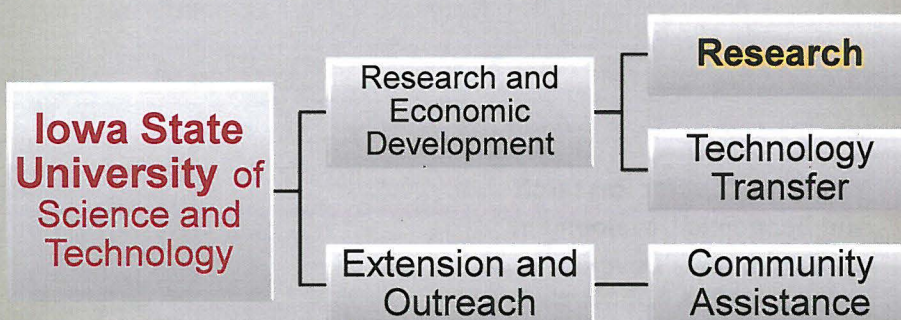 Iowa State
University of
Science and
Technology
Research and
Economic
Development
Research
Technology
Transfer
Extension and
Outreach
Community
Assistance